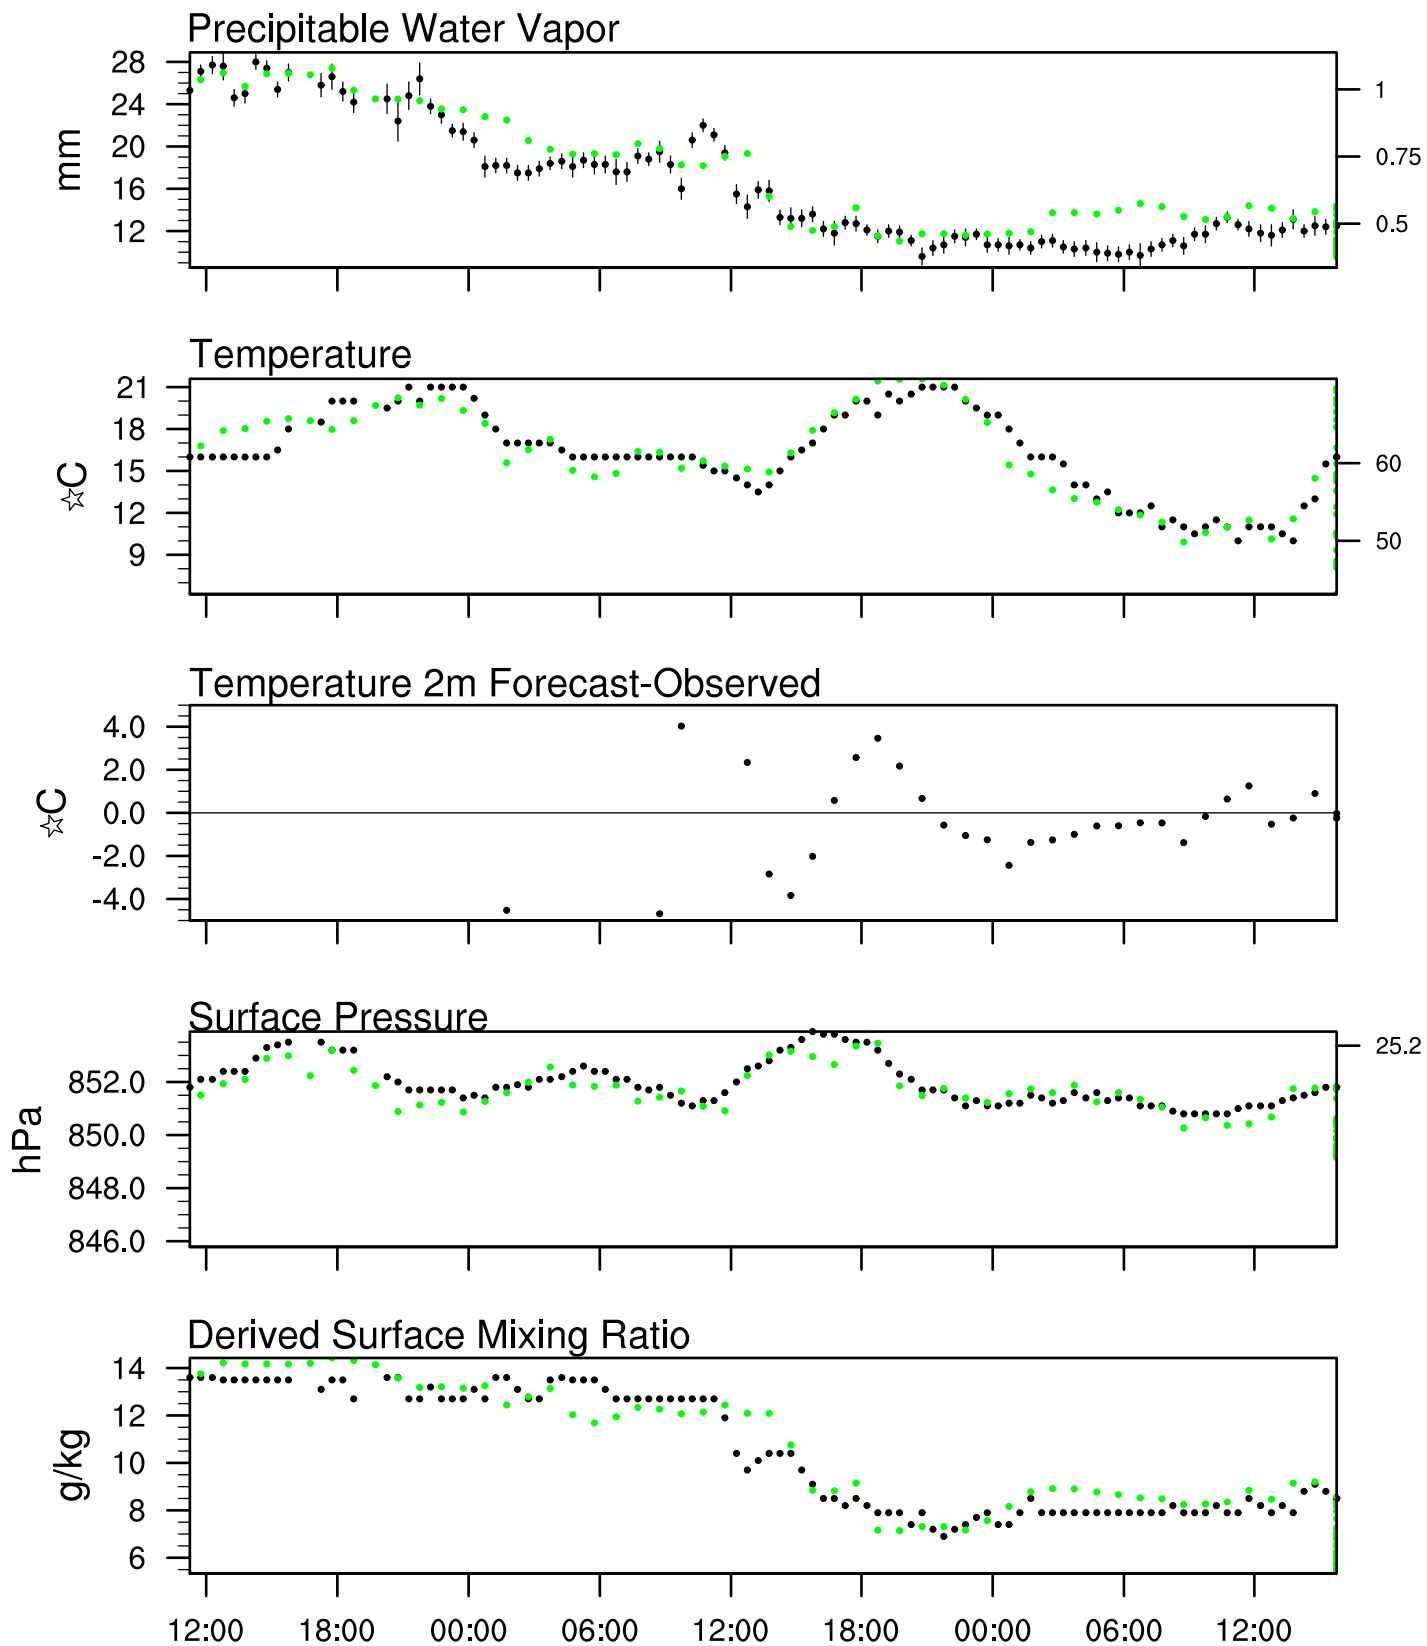 Precipitable Water Vapor
28
24
20
16
12
mm
1
0.75
0.5
Temperature
21
18
15
12
9
☆C
60
50
Temperature 2m Forecast-Observed
4.0
2.0
0.0
-2.0
-4.0
☆C
Surface Pressure
852.0
850.0
848.0
846.0
hPa
25.2
Derived Surface Mixing Ratio
14
12
10
8
6
g/kg
12:00 18:00 00:00 06:00 12:00 18:00 00:00 06:00 12:00